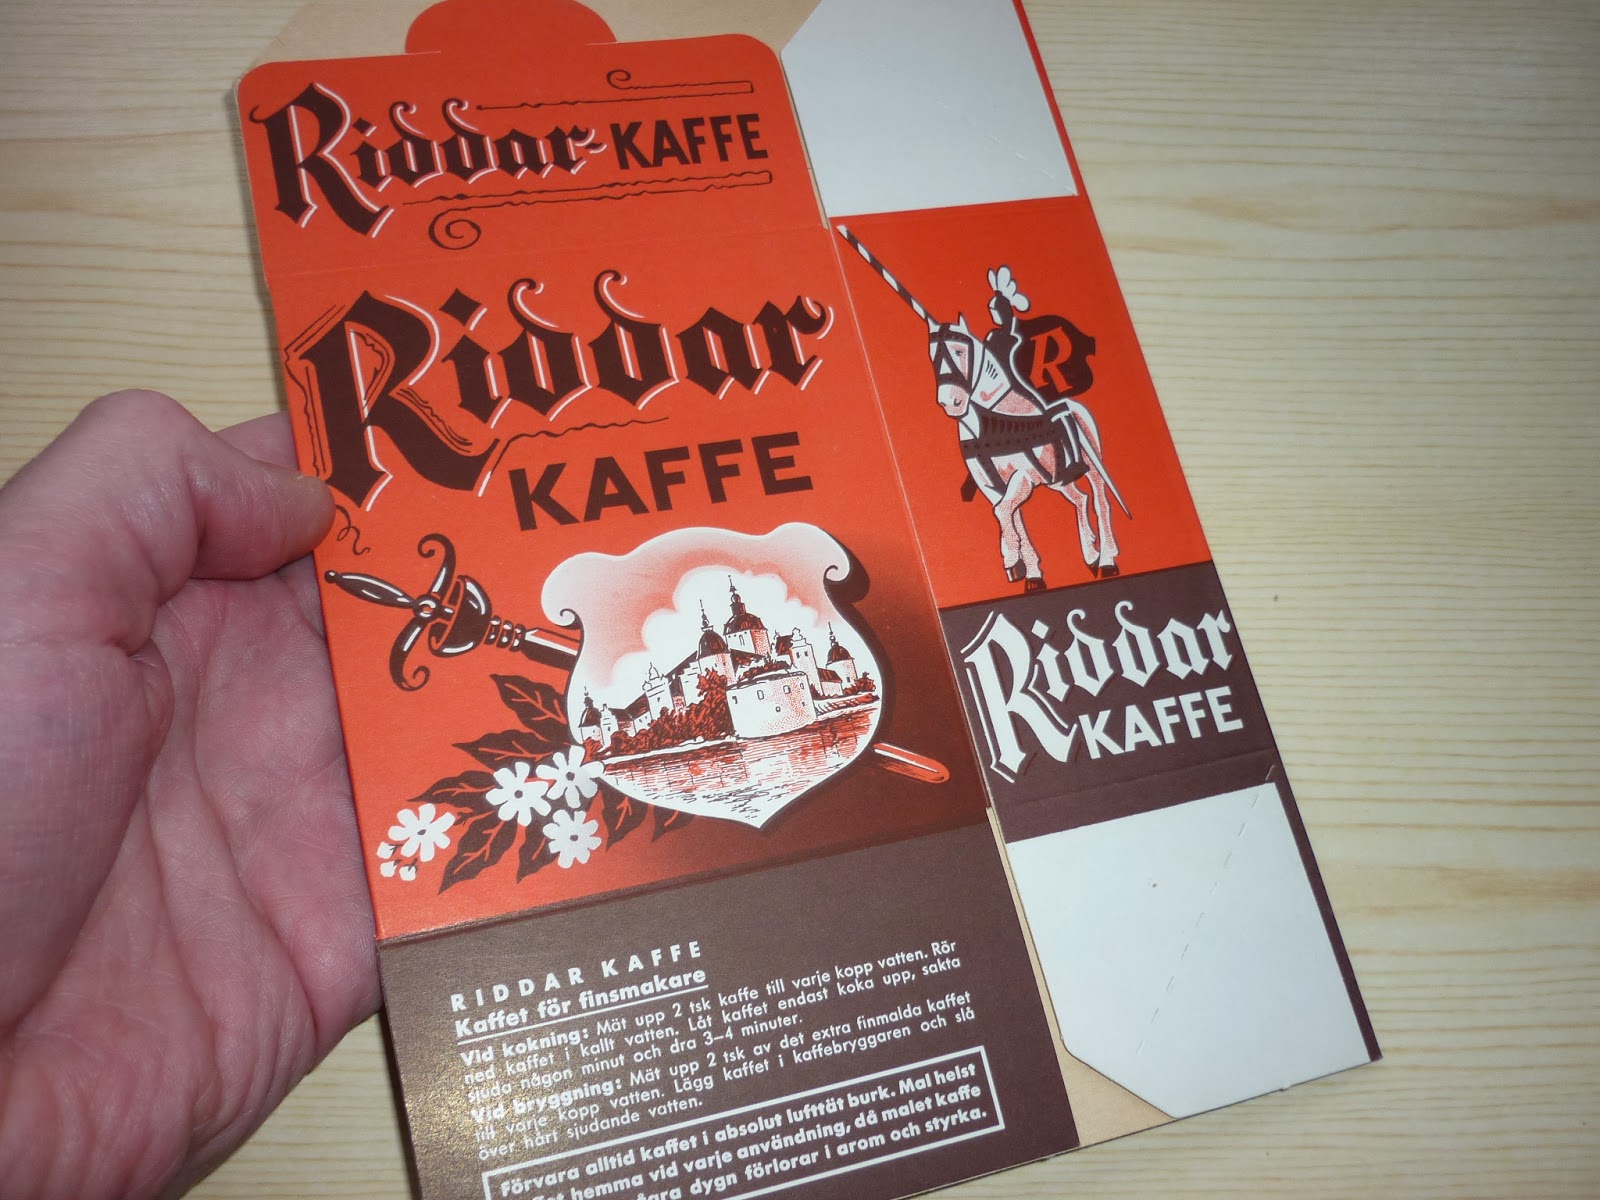 Riddar-KAFFE
Riddar
KAFFE
R
Riddar
KAFFE
RIDDAR KAFFE
Kaffet för finsmakare
Vid kokning: Mät upp 2 tsk kaffe till varje kopp vatten. Rör
ned kaffet i kallt vatten. Låt kaffet endast koka upp, sakta
sjuda någon minut och dra 3–4 minuter.
Vid bryggning: Mät upp 2 tsk av det extra finmalda kaffet
till varje kopp vatten. Lägg kaffet i kaffebryggaren och slå
över hårt sjudande vatten.
Förvara alltid kaffet i absolut lufttät burk. Mal helst
hemma vid varje användning, då malet kaffe
dygn förlorar i arom och styrka.